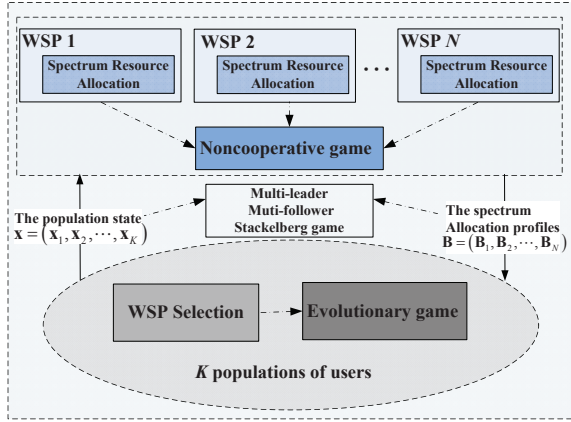 WSP 1
Spectrum Resource
Allocation
WSP 2
Spectrum Resource
Allocation
...
WSP N
Spectrum Resource
Allocation
Noncooperative game
Multi-leader
Muti-follower
Stackelberg game
The population state
x = (x₁, x₂, ⋯, x_K)
The spectrum
Allocation profiles
B = (B₁, B₂, ⋯, B_N)
WSP Selection
Evolutionary game
K populations of users